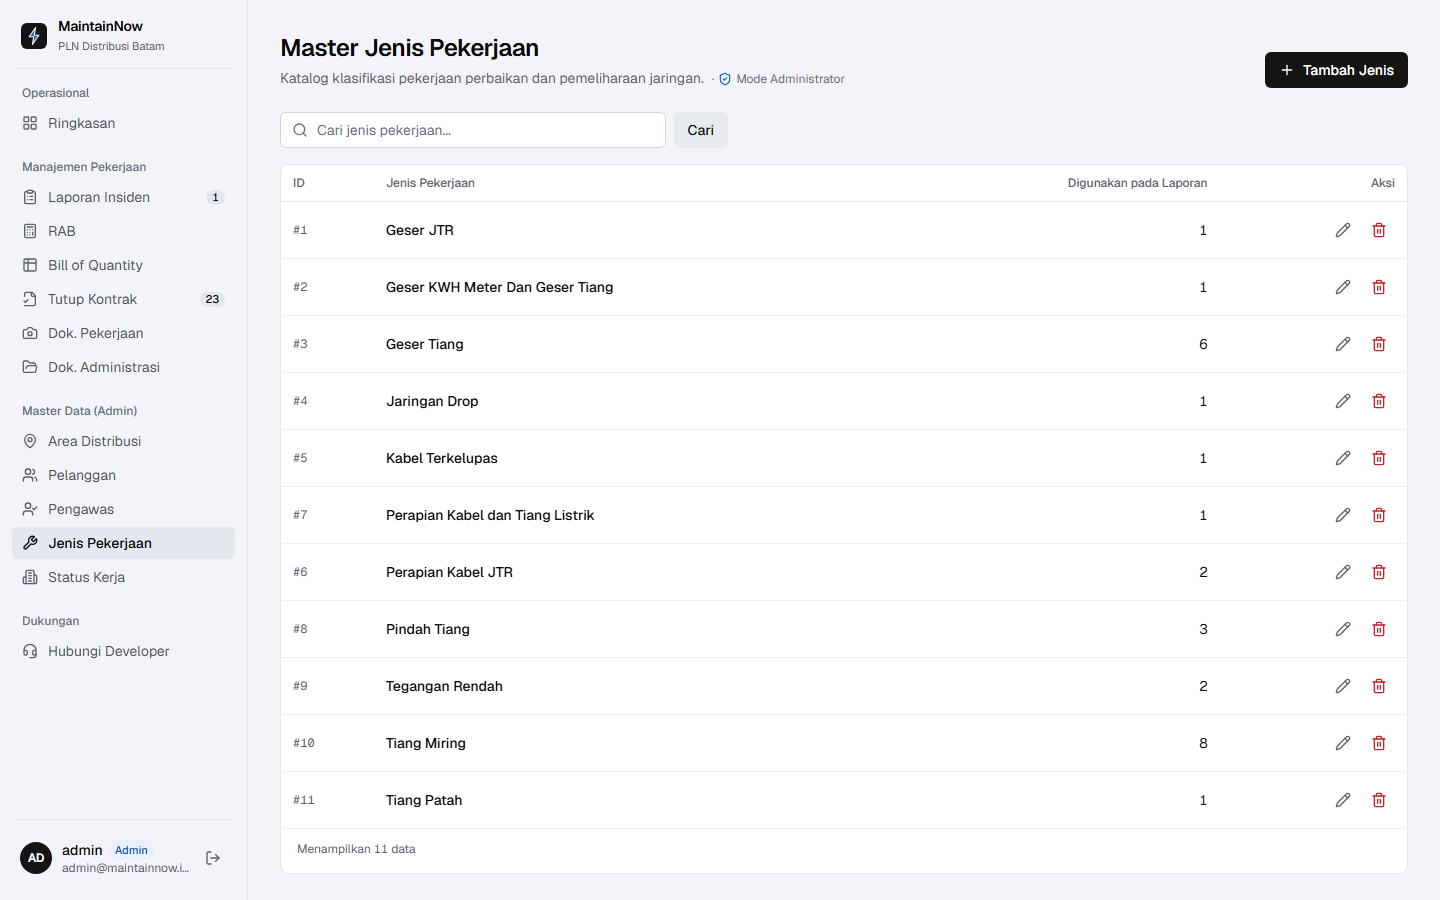 MaintainNow
PLN Distribusi Batam
Operasional
Ringkasan
Manajemen Pekerjaan
Laporan Insiden 1
RAB
Bill of Quantity
Tutup Kontrak 23
Dok. Pekerjaan
Dok. Administrasi
Master Data (Admin)
Area Distribusi
Pelanggan
Pengawas
Jenis Pekerjaan
Status Kerja
Dukungan
Hubungi Developer
AD
admin Admin
admin@maintainnow.i...
Master Jenis Pekerjaan
Katalog klasifikasi pekerjaan perbaikan dan pemeliharaan jaringan. · Mode Administrator
Tambah Jenis
Cari jenis pekerjaan...
Cari
ID Jenis Pekerjaan Digunakan pada Laporan Aksi
#1 Geser JTR 1
#2 Geser KWH Meter Dan Geser Tiang 1
#3 Geser Tiang 6
#4 Jaringan Drop 1
#5 Kabel Terkelupas 1
#7 Perapian Kabel dan Tiang Listrik 1
#6 Perapian Kabel JTR 2
#8 Pindah Tiang 3
#9 Tegangan Rendah 2
#10 Tiang Miring 8
#11 Tiang Patah 1
Menampilkan 11 data